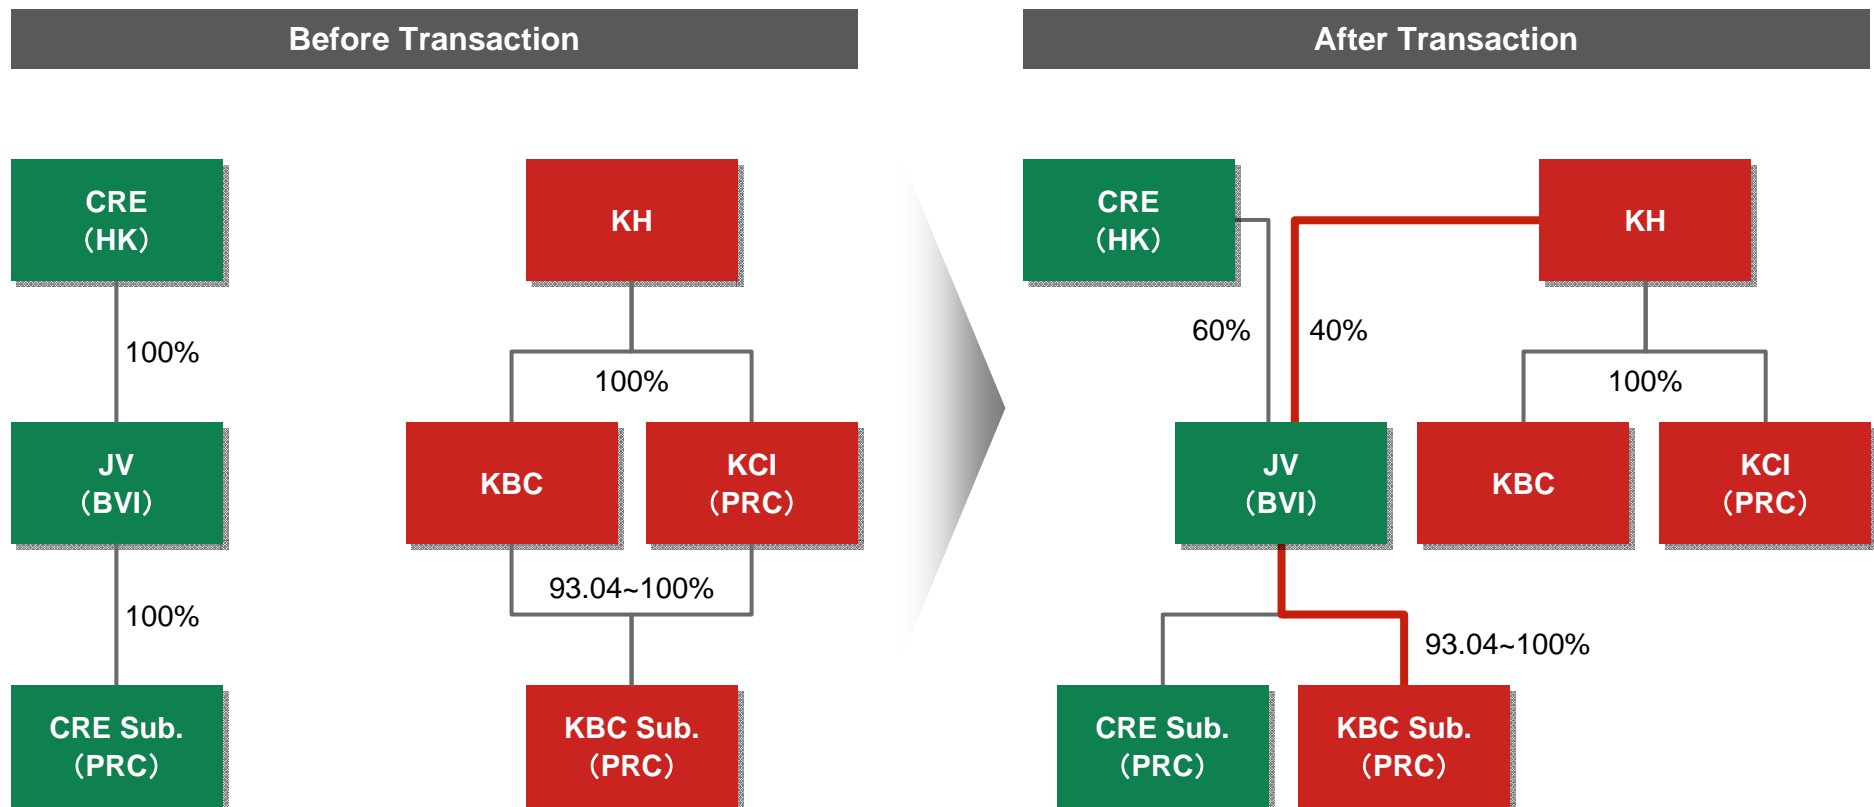 Before Transaction
CRE
（HK）
100%
JV
（BVI）
100%
CRE Sub.
（PRC）
KH
100%
KBC
KCI
（PRC）
93.04~100%
KBC Sub.
（PRC）
After Transaction
CRE
（HK）
KH
60%
40%
100%
JV
（BVI）
KBC
KCI
（PRC）
93.04~100%
CRE Sub.
（PRC）
KBC Sub.
（PRC）